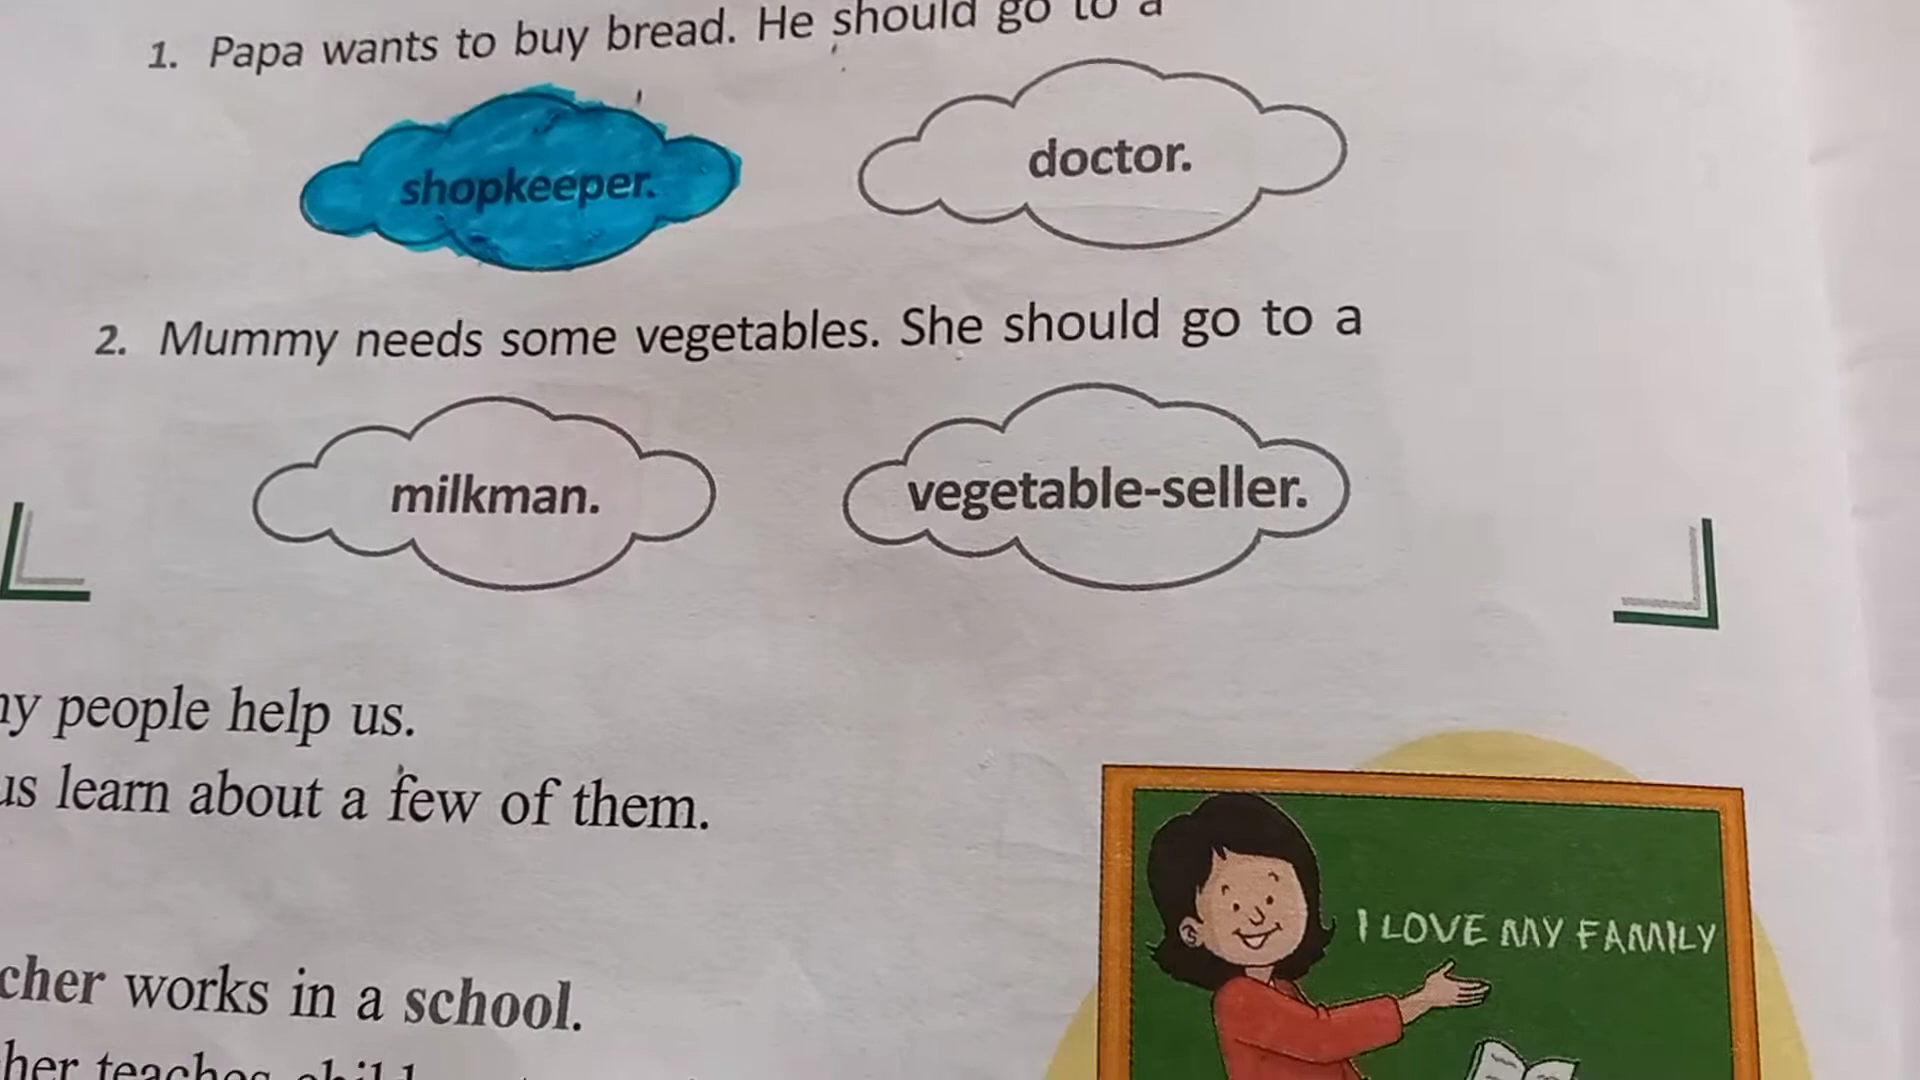 1. Papa wants to buy bread. He should go to a
shopkeeper. doctor.
2. Mummy needs some vegetables. She should go to a
milkman. vegetable-seller.
people help us.
us learn about a few of them.
I LOVE MY FAMILY
works in a school.